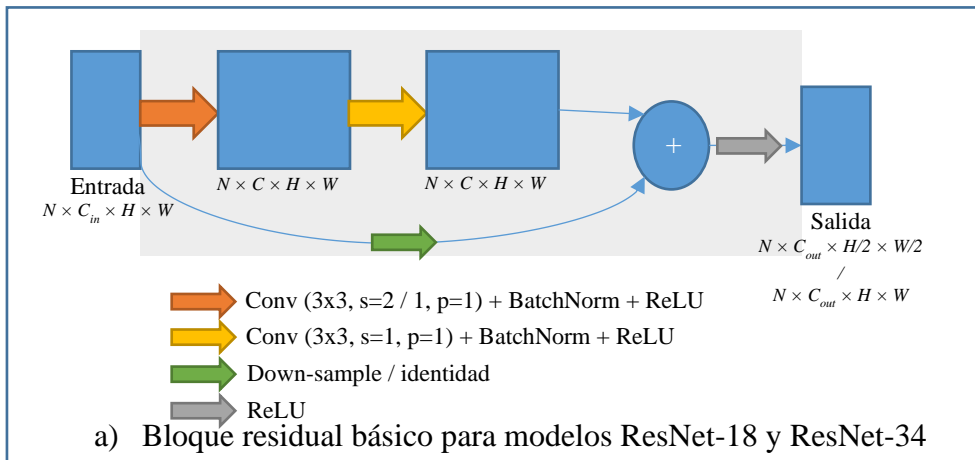 +
Entrada
N × C_in × H × W
N × C × H × W
N × C × H × W
Salida
N × C_out × H/2 × W/2
/
N × C_out × H × W
Conv (3x3, s=2 / 1, p=1) + BatchNorm + ReLU
Conv (3x3, s=1, p=1) + BatchNorm + ReLU
Down-sample / identidad
ReLU
a) Bloque residual básico para modelos ResNet-18 y ResNet-34